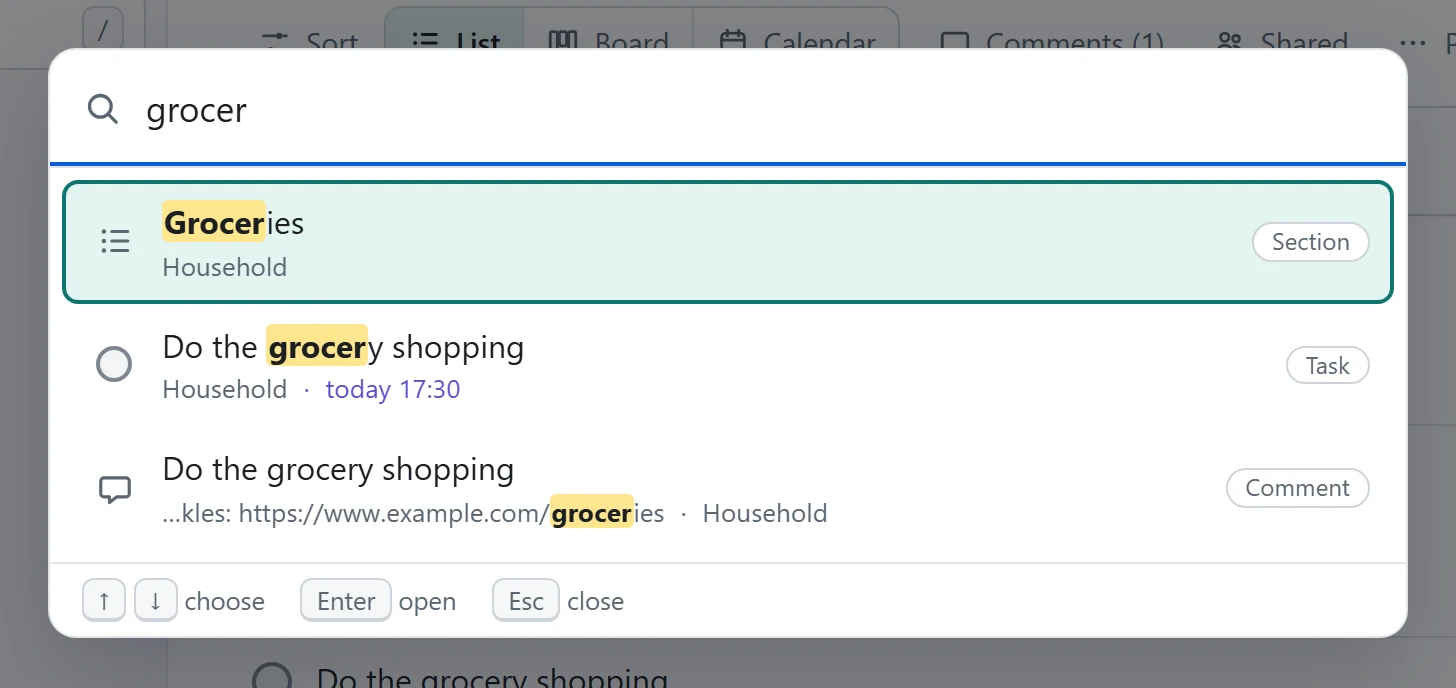 / Sort List Board Calendar Comments (1) Shared ...
grocer
Groceries
Household
Section
Do the grocery shopping
Household · today 17:30
Task
Do the grocery shopping
...kles: https://www.example.com/groceries · Household
Comment
↑ ↓ choose Enter open Esc close
Do the grocery shopping